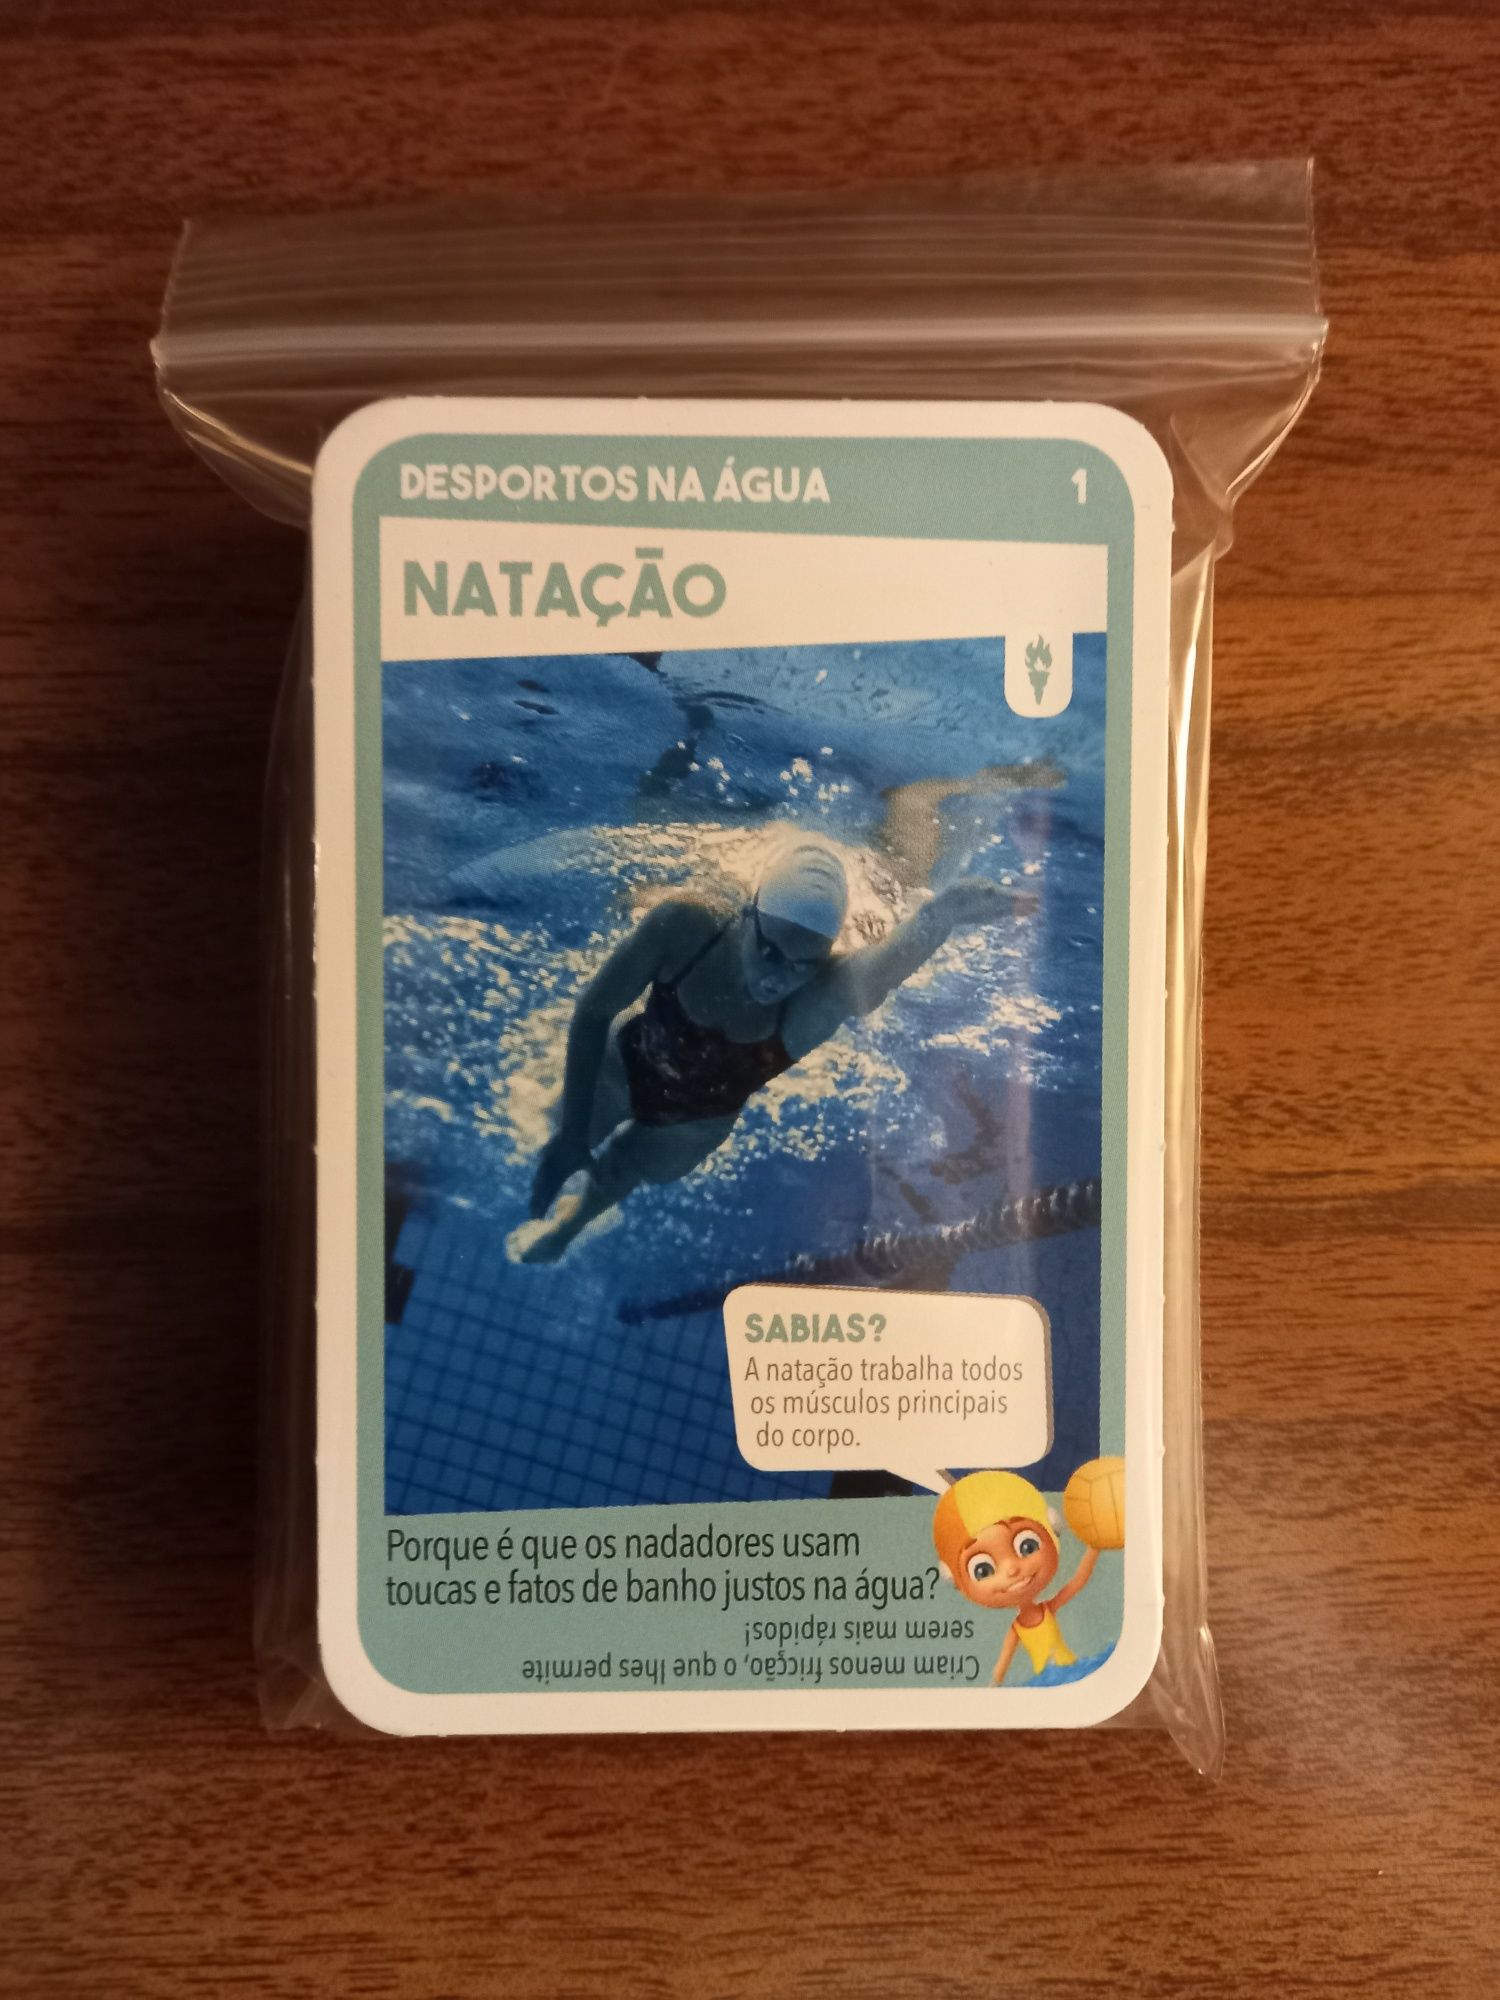 DESPORTOS NA ÁGUA 1
NATAÇÃO
SABIAS?
A natação trabalha todos
os músculos principais
do corpo.
Porque é que os nadadores usam
toucas e fatos de banho justos na água?
Criam menos fricção, o que lhes permite
serem mais rápidos!